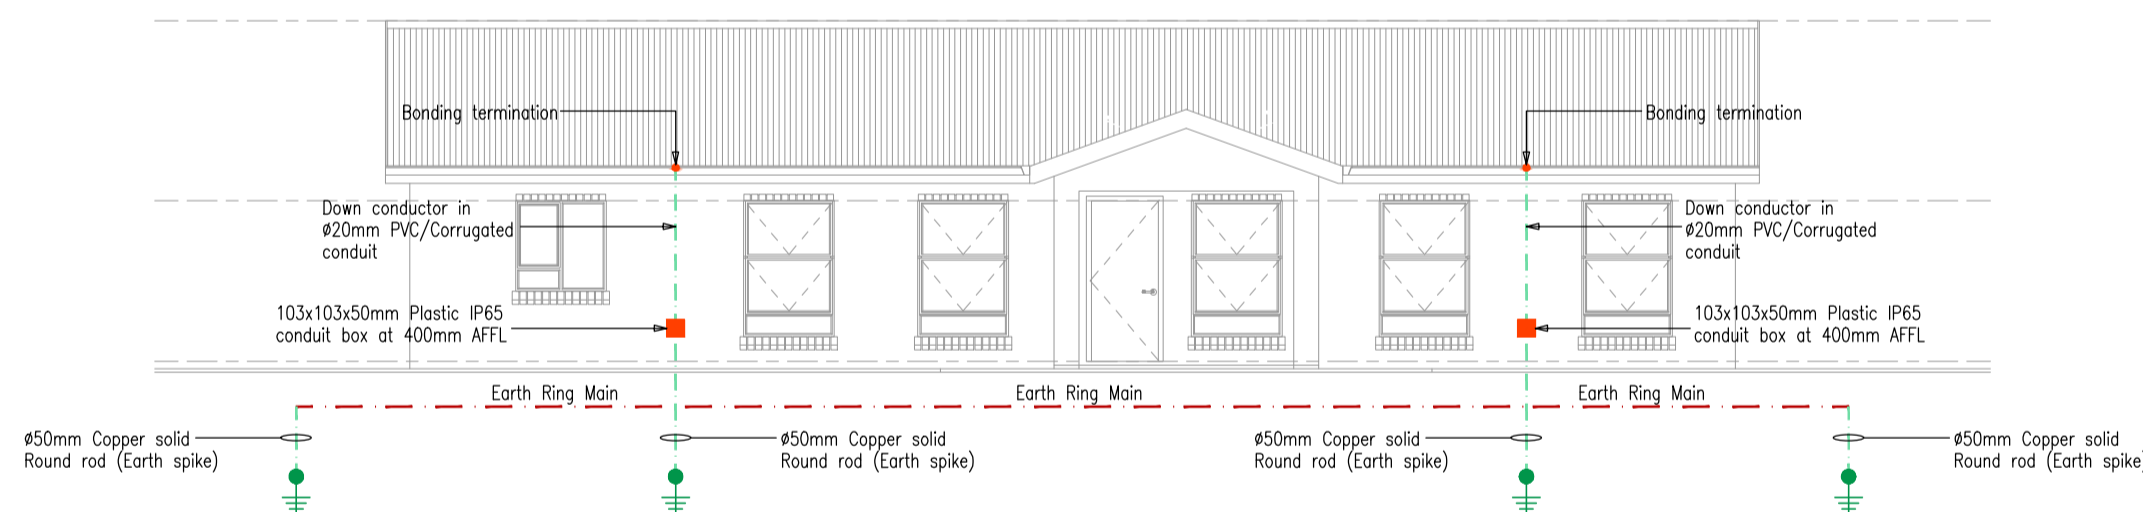 Bonding termination
Bonding termination
Down conductor in
ø20mm PVC/Corrugated
conduit
Down conductor in
ø20mm PVC/Corrugated
conduit
103x103x50mm Plastic IP65
conduit box at 400mm AFFL
103x103x50mm Plastic IP65
conduit box at 400mm AFFL
Earth Ring Main
Earth Ring Main
Earth Ring Main
ø50mm Copper solid
Round rod (Earth spike)
ø50mm Copper solid
Round rod (Earth spike)
ø50mm Copper solid
Round rod (Earth spike)
ø50mm Copper solid
Round rod (Earth spike)